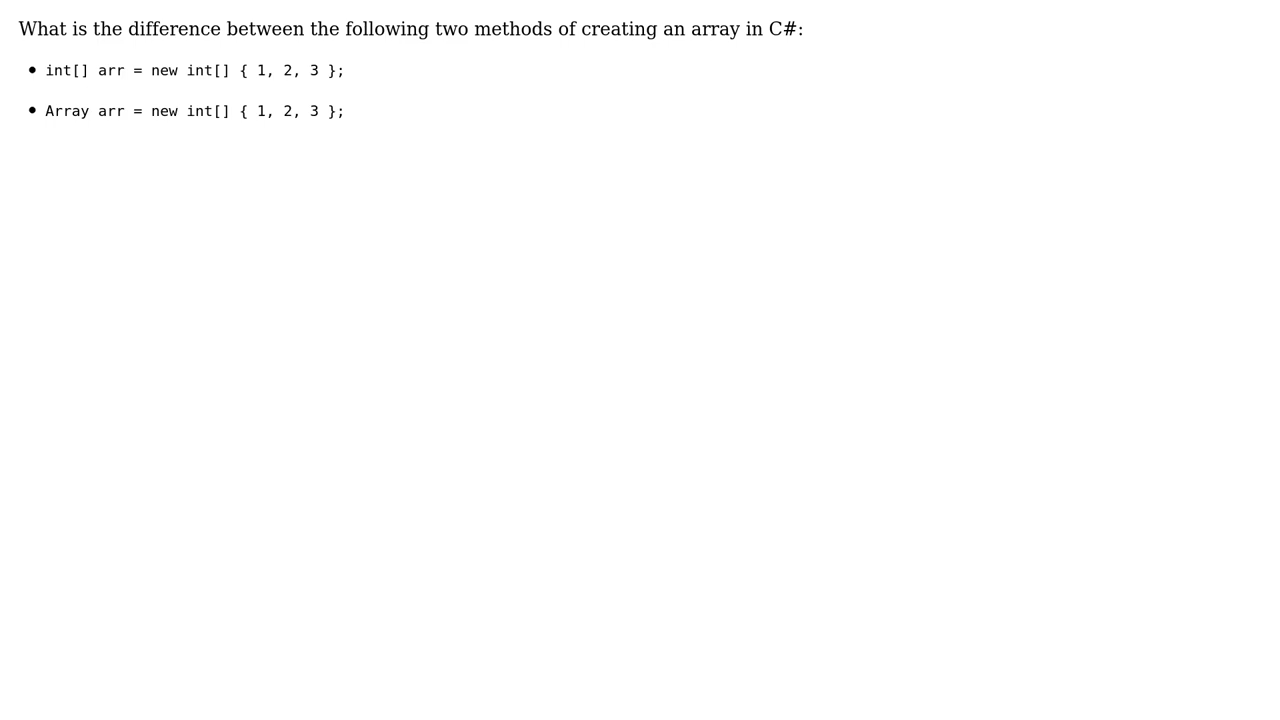 What is the difference between the following two methods of creating an array in C#:
• int[] arr = new int[] { 1, 2, 3 };
• Array arr = new int[] { 1, 2, 3 };